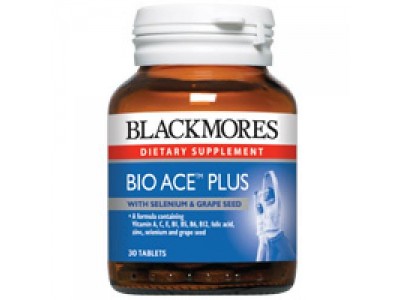 BLACKMORES
DIETARY SUPPLEMENT
BIO ACE™ PLUS
WITH SELENIUM & GRAPE SEED
• A formula containing
Vitamin A, C, E, B1, B5, B6, B12, folic acid,
zinc, selenium and grape seed
30 TABLETS